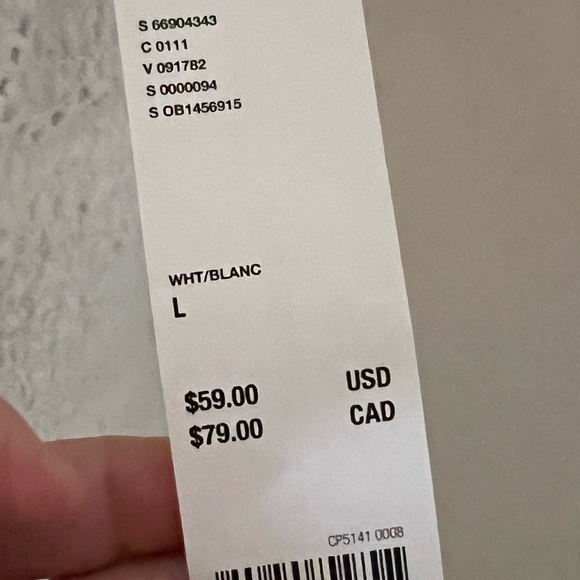 S 66904343
C 0111
V 091782
S 0000094
S OB1456915
WHT/BLANC
L
$59.00 USD
$79.00 CAD
CP5141 0008